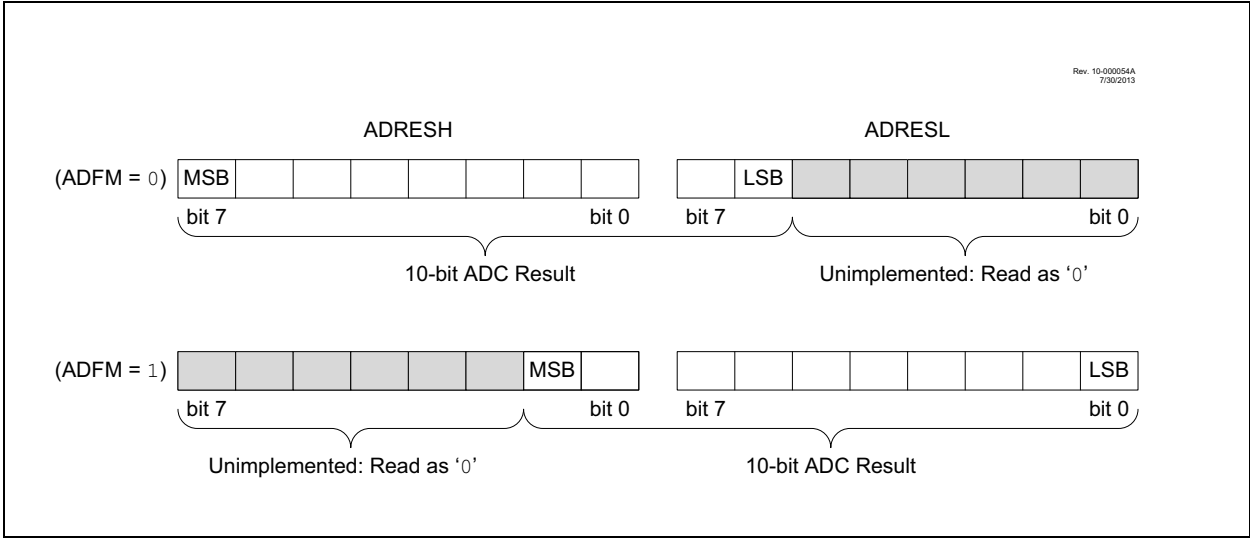 Rev. 10-000054A
7/30/2013
ADRESH ADRESL
(ADFM = 0) MSB LSB
bit 7 bit 0 bit 7 bit 0
10-bit ADC Result Unimplemented: Read as ‘0’
(ADFM = 1) MSB LSB
bit 7 bit 0 bit 7 bit 0
Unimplemented: Read as ‘0’ 10-bit ADC Result